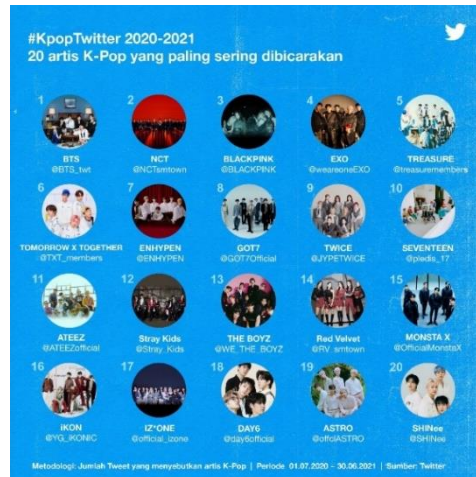 #KpopTwitter 2020-2021
20 artis K-Pop yang paling sering dibicarakan
1 2 3 4 5
BTS NCT BLACKPINK EXO TREASURE
@BTS_twt @NCTsmtown @BLACKPINK @weareoneEXO @treasuremembers
6 7 8 9 10
TOMORROW X TOGETHER ENHYPEN GOT7 TWICE SEVENTEEN
@TXT_members @ENHYPEN @GOT7Official @JYPETWICE @pledis_17
11 12 13 14 15
ATEEZ Stray Kids THE BOYZ Red Velvet MONSTA X
@ATEEZofficial @Stray_Kids @WE_THE_BOYZ @RV_smtown @OfficialMonstaX
16 17 18 19 20
iKON IZ*ONE DAY6 ASTRO SHINee
@YG_iKONIC @official_izone @day6official @offclASTRO @SHINee
Metodologi: Jumlah Tweet yang menyebutkan artis K-Pop | Periode 01.07.2020 - 30.06.2021 | Sumber: Twitter